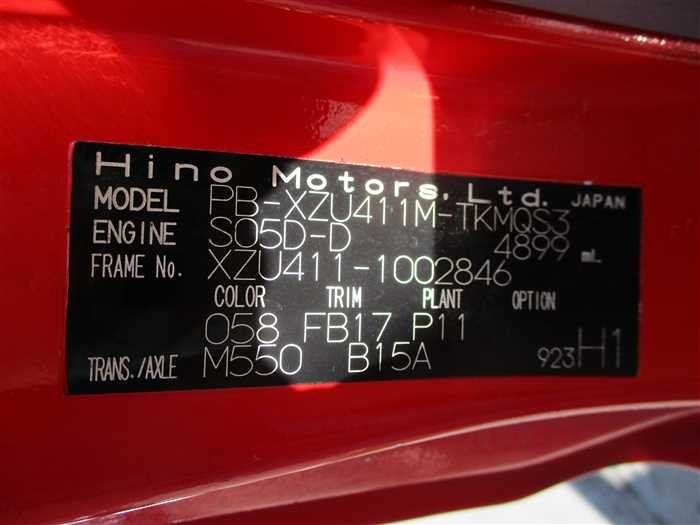 Hino Motors, Ltd. JAPAN
MODEL PB-XZU411M-TKMQS3
ENGINE S05D-D 4899 mL
FRAME No. XZU411-1002846
COLOR TRIM PLANT OPTION
058 FB17 P11
TRANS./AXLE M550 B15A 923H1